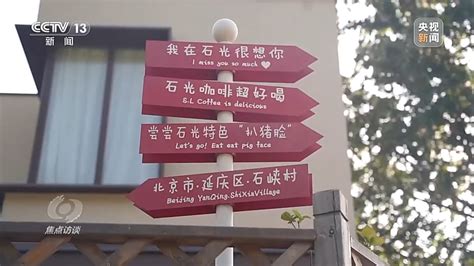 CCTV 13
新闻
央视
新闻
我在石光很想你
I miss you so much
石光咖啡超好喝
S.L Coffee is delicious
尝尝石光特色“扒猪脸”
Let's go! Eat eat pig face
北京市·延庆区·石峡村
Beijing YanQing ShiXiaVillage
焦点访谈